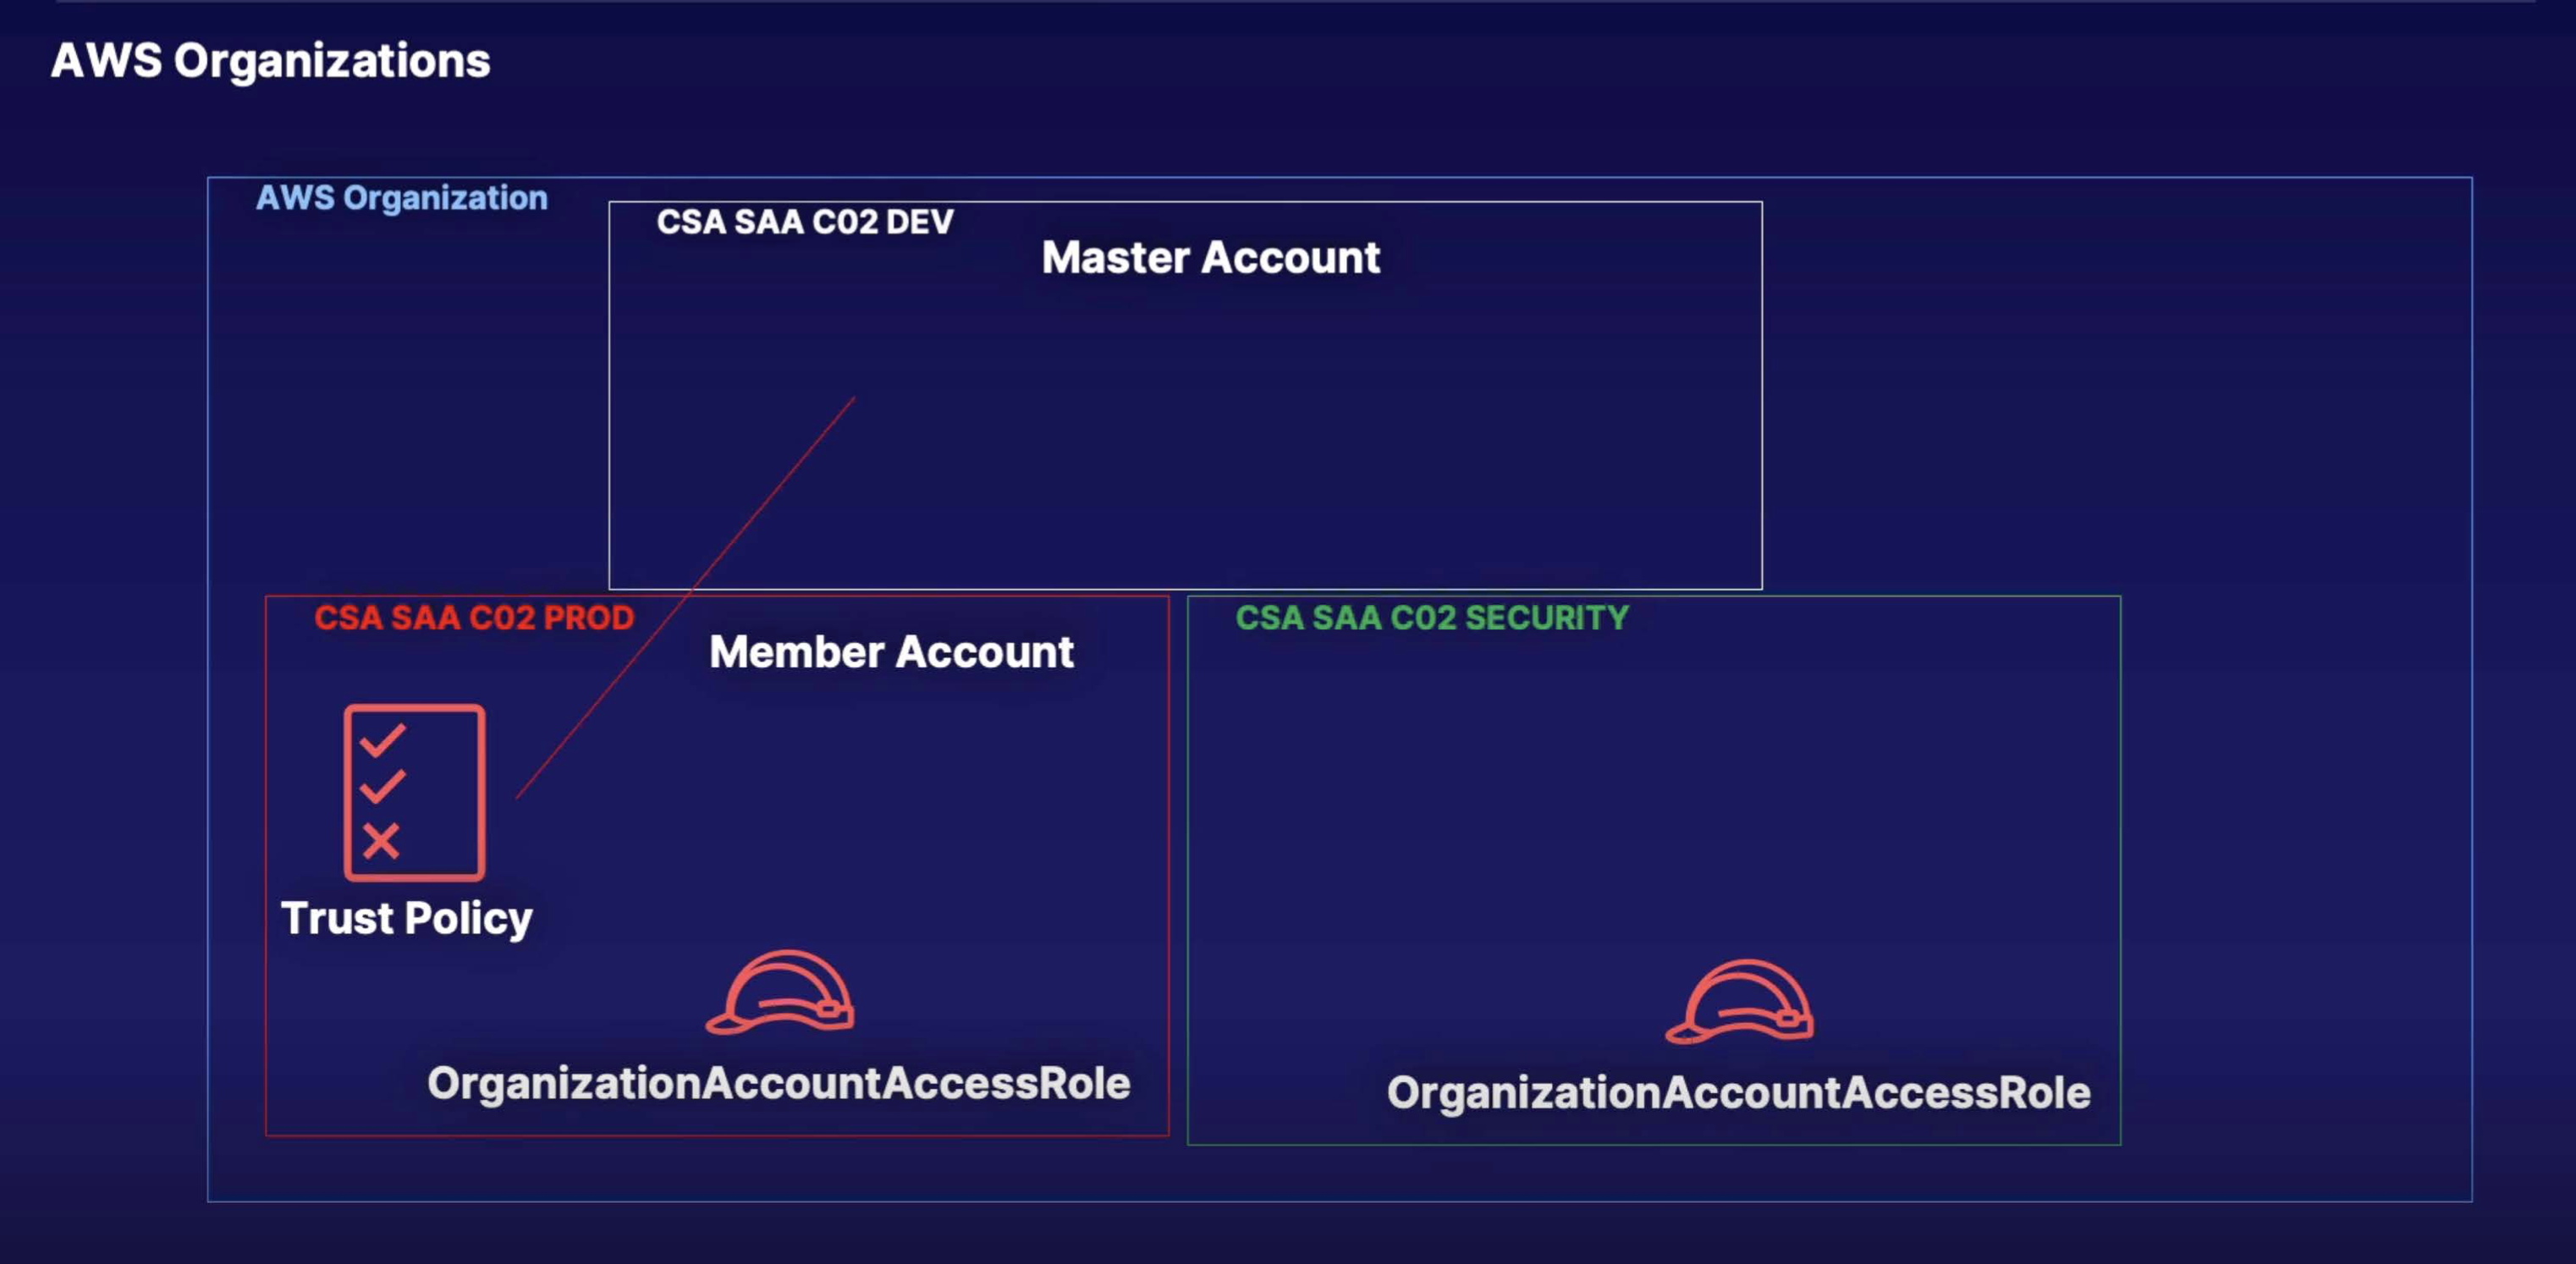 AWS Organizations
AWS Organization
CSA SAA C02 DEV
Master Account
CSA SAA C02 PROD
Member Account
Trust Policy
OrganizationAccountAccessRole
CSA SAA C02 SECURITY
OrganizationAccountAccessRole